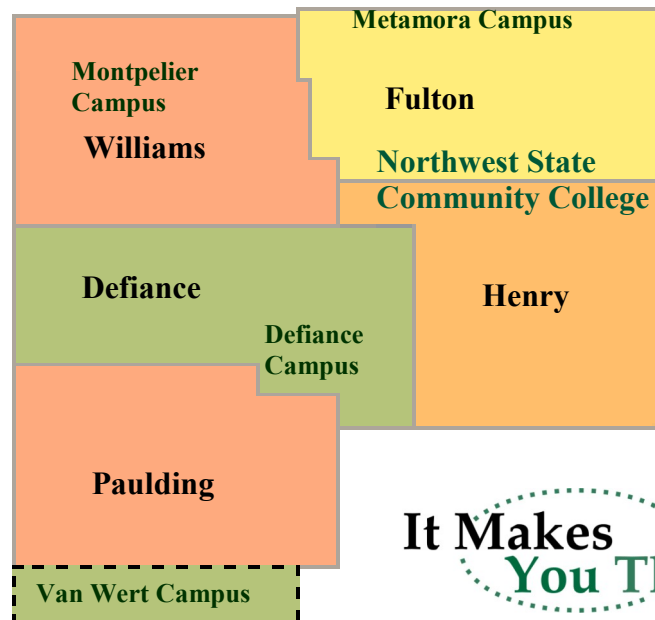 Metamora Campus
Montpelier
Campus
Fulton
Williams
Northwest State
Community College
Defiance
Henry
Defiance
Campus
Paulding
It Makes
You
Van Wert Campus